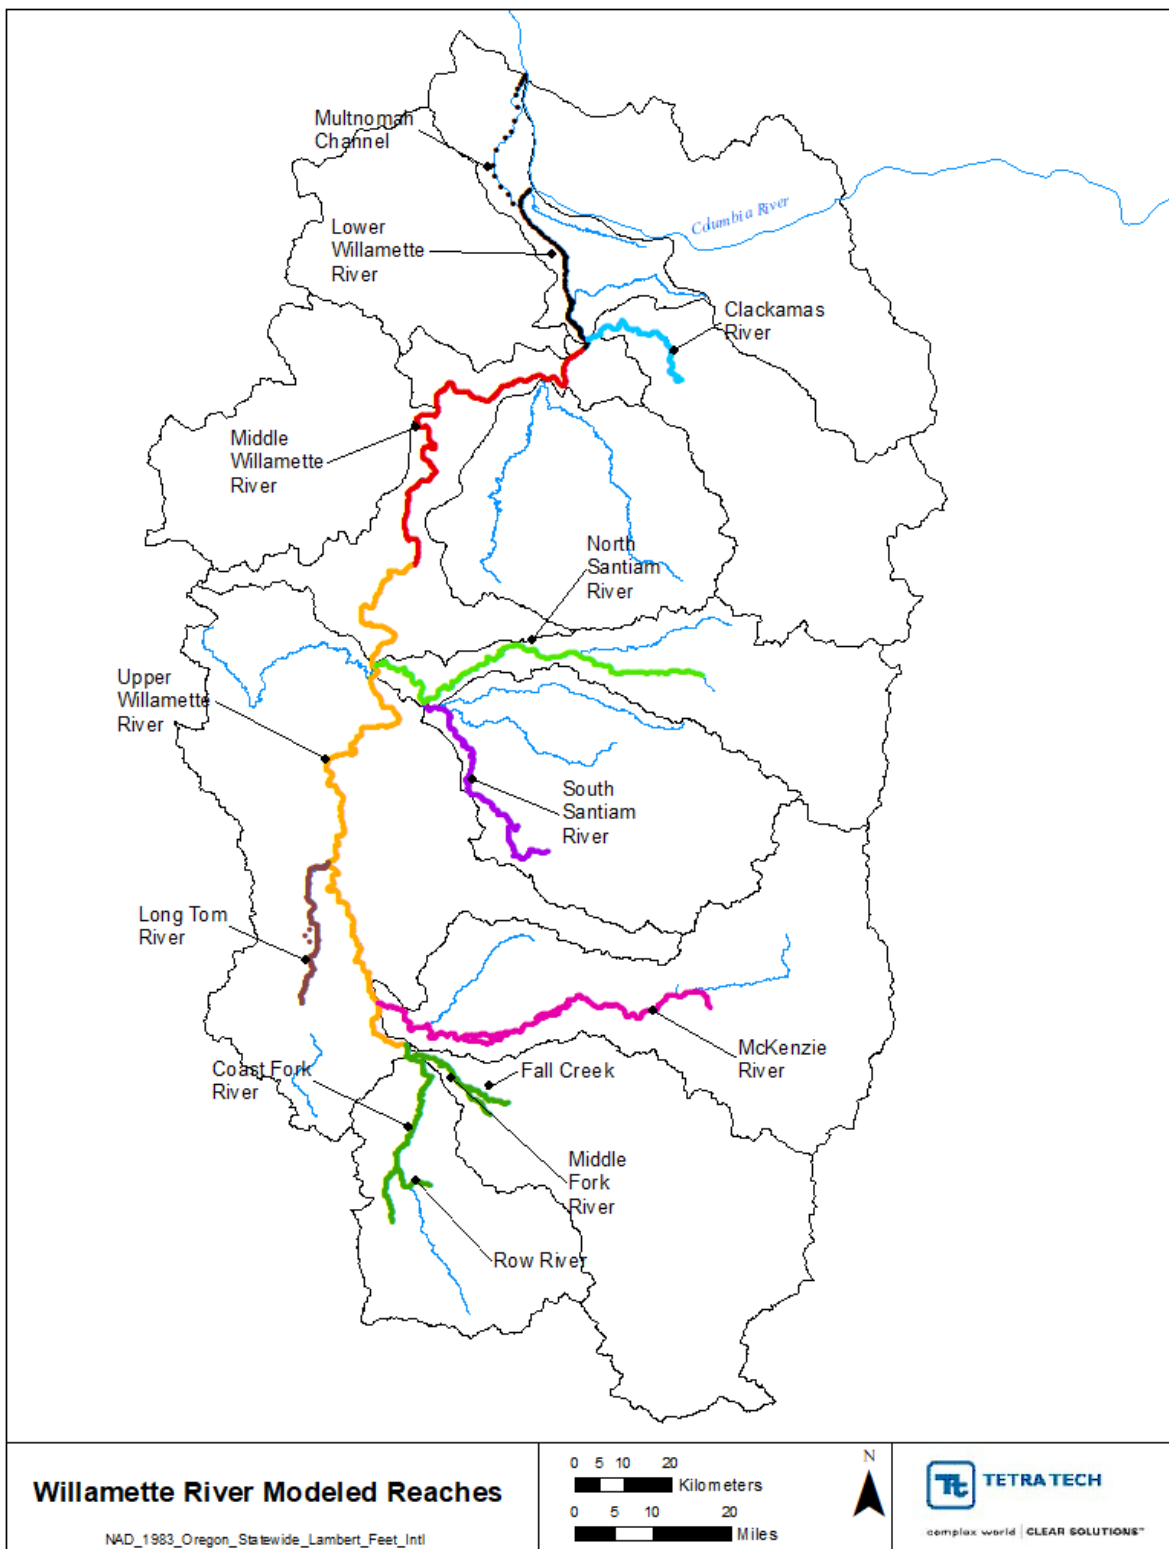 Multnomah
Channel
Columbia River
Lower
Willamette
River
Clackamas
River
Middle
Willamette
River
North
Santiam
River
Upper
Willamette
River
South
Santiam
River
Long Tom
River
McKenzie
River
Coast Fork
River
Fall Creek
Middle
Fork
River
Row River
Willamette River Modeled Reaches
NAD_1983_Oregon_Statewide_Lambert_Feet_Intl
0 5 10 20
Kilometers
0 5 10 20
Miles
N
Tt
TETRA TECH
complex world | CLEAR SOLUTIONS™